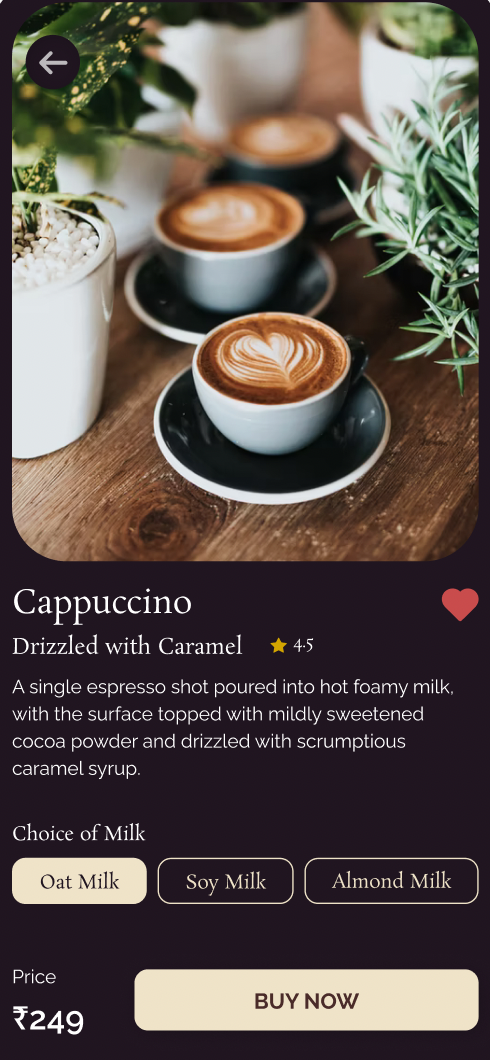 Cappuccino
Drizzled with Caramel 4.5
A single espresso shot poured into hot foamy milk,
with the surface topped with mildly sweetened
cocoa powder and drizzled with scrumptious
caramel syrup.
Choice of Milk
Oat Milk Soy Milk Almond Milk
Price
₹249
BUY NOW